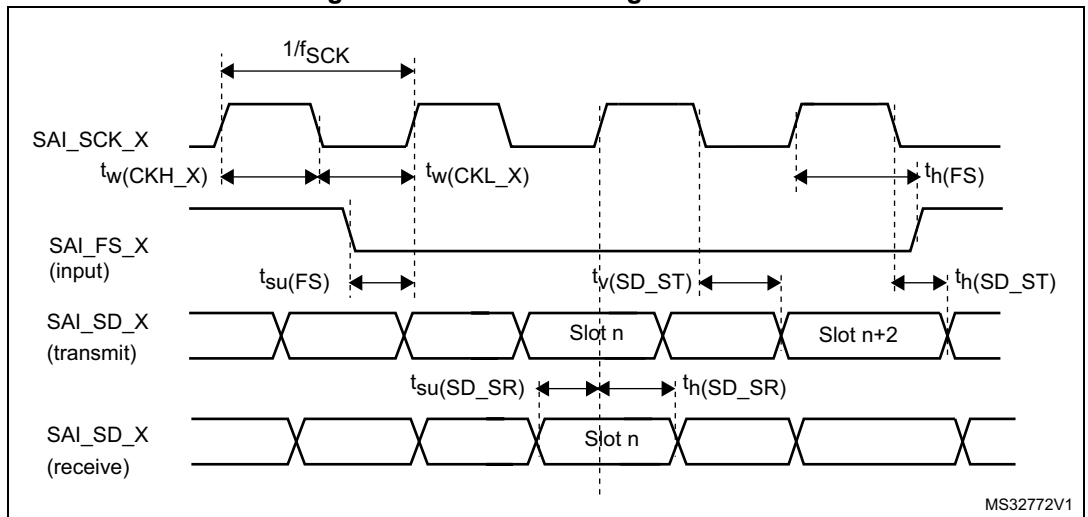 1/fSCK
SAI_SCK_X
tw(CKH_X)
tw(CKL_X)
th(FS)
SAI_FS_X
(input)
tsu(FS)
tv(SD_ST)
th(SD_ST)
SAI_SD_X
(transmit)
Slot n
Slot n+2
tsu(SD_SR)
th(SD_SR)
SAI_SD_X
(receive)
Slot n
MS32772V1